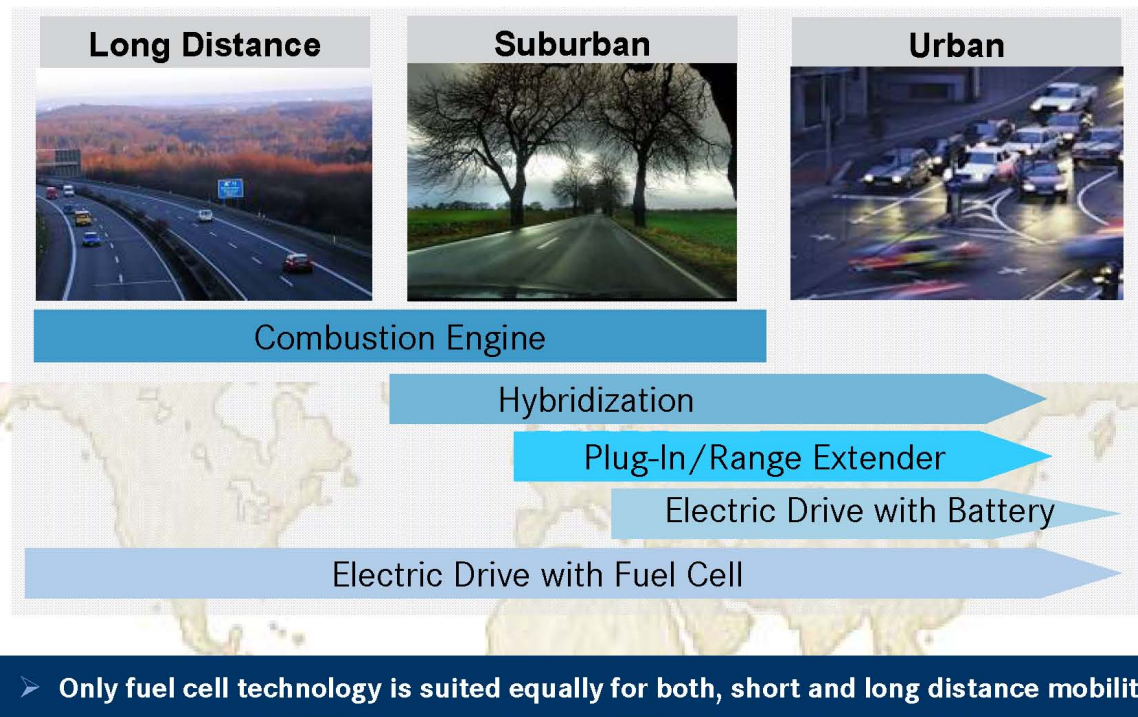 Long Distance
Suburban
Urban
Combustion Engine
Hybridization
Plug-In/Range Extender
Electric Drive with Battery
Electric Drive with Fuel Cell
➢ Only fuel cell technology is suited equally for both, short and long distance mobilit